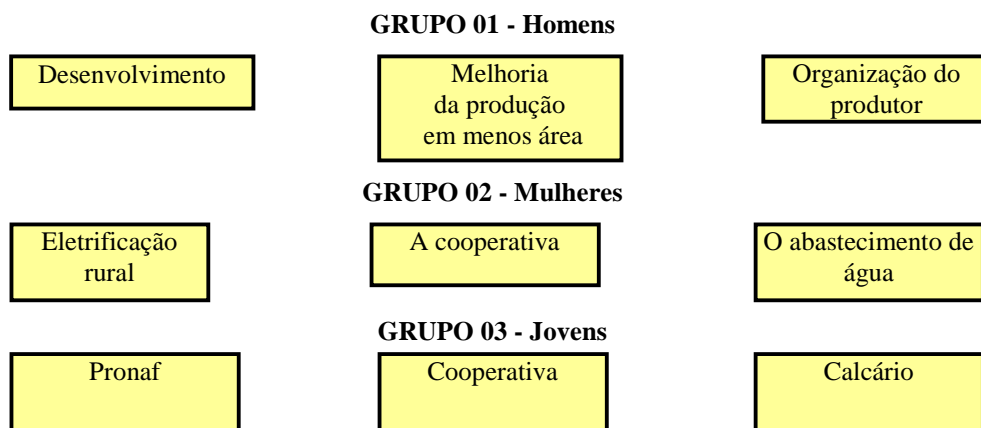 GRUPO 01 - Homens
Desenvolvimento
Melhoria
da produção
em menos área
Organização do
produtor
GRUPO 02 - Mulheres
Eletrificação
rural
A cooperativa
O abastecimento de
água
GRUPO 03 - Jovens
Pronaf
Cooperativa
Calcário